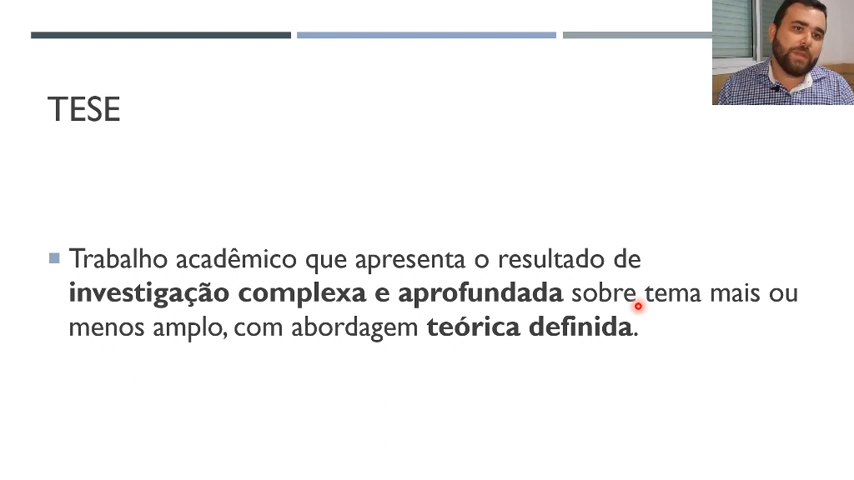 TESE
Trabalho acadêmico que apresenta o resultado de
investigação complexa e aprofundada sobre tema mais ou
menos amplo, com abordagem teórica definida.